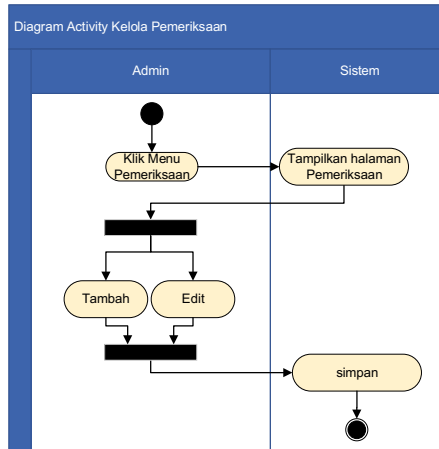 Diagram Activity Kelola Pemeriksaan
Admin
Sistem
Klik Menu
Pemeriksaan
Tampilkan halaman
Pemeriksaan
Tambah
Edit
simpan